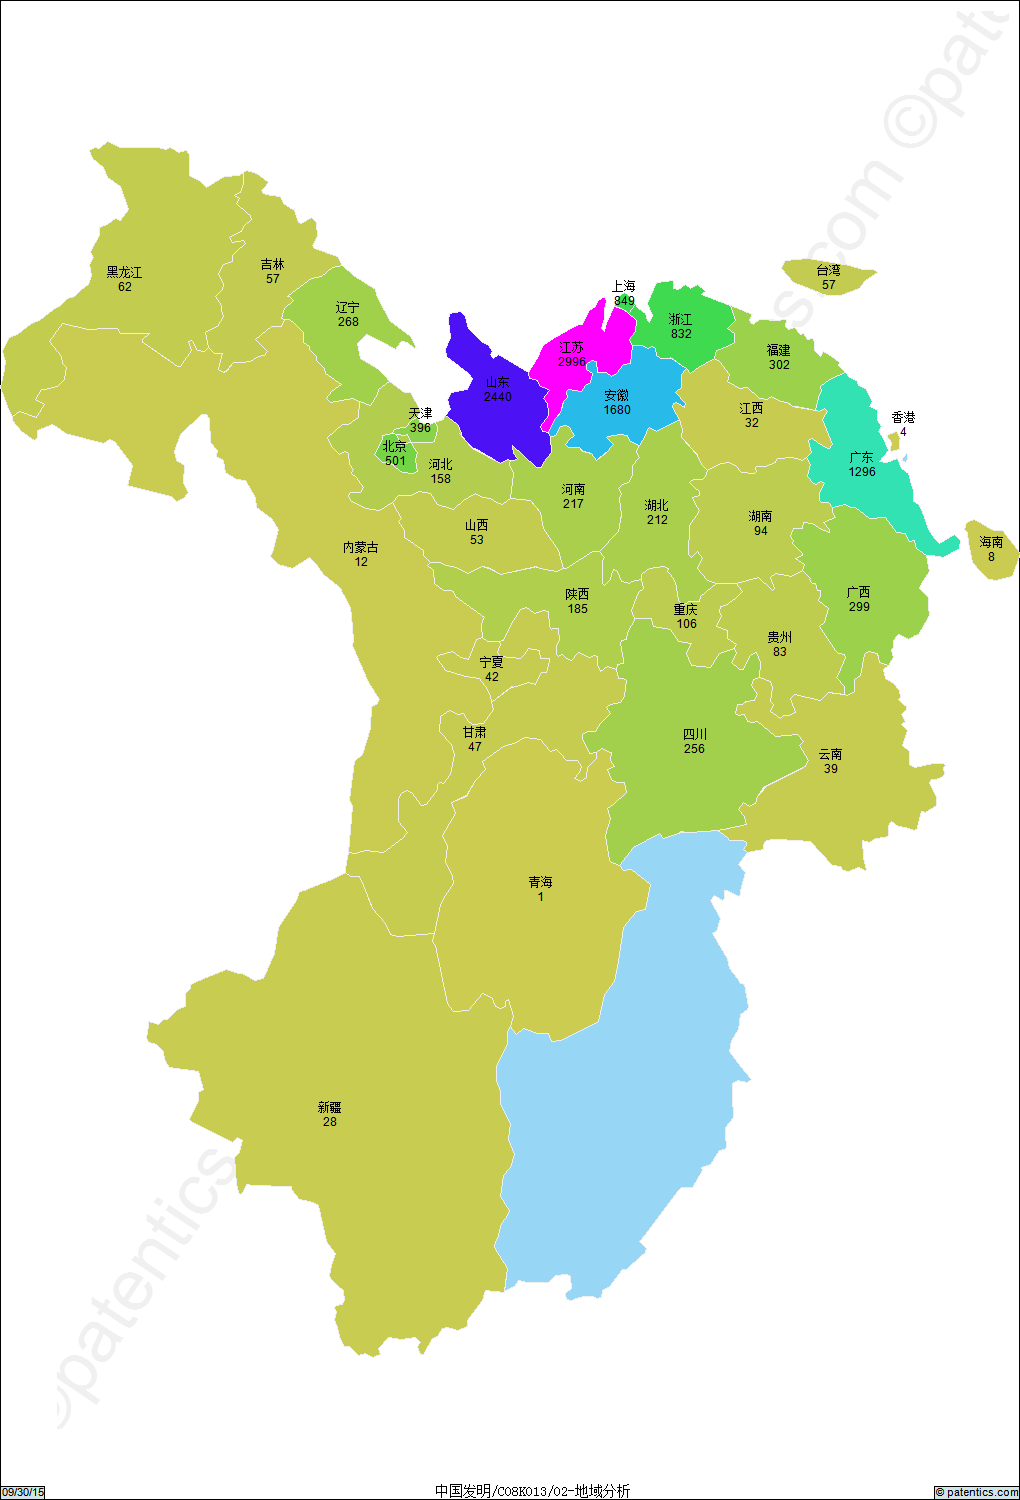 ©patentics.com ©patentics
黑龙江
62
吉林
57
辽宁
268
台湾
57
上海
849
浙江
832
江苏
2996
福建
302
山东
2440
安徽
1680
江西
32
天津
396
香港
4
北京
501
河北
158
广东
1296
河南
217
湖北
212
湖南
94
山西
53
海南
8
内蒙古
12
陕西
185
重庆
106
广西
299
贵州
83
宁夏
42
甘肃
47
四川
256
云南
39
青海
1
新疆
28
09/30/15
中国发明/C08K013/02-地域分析
© patentics.com